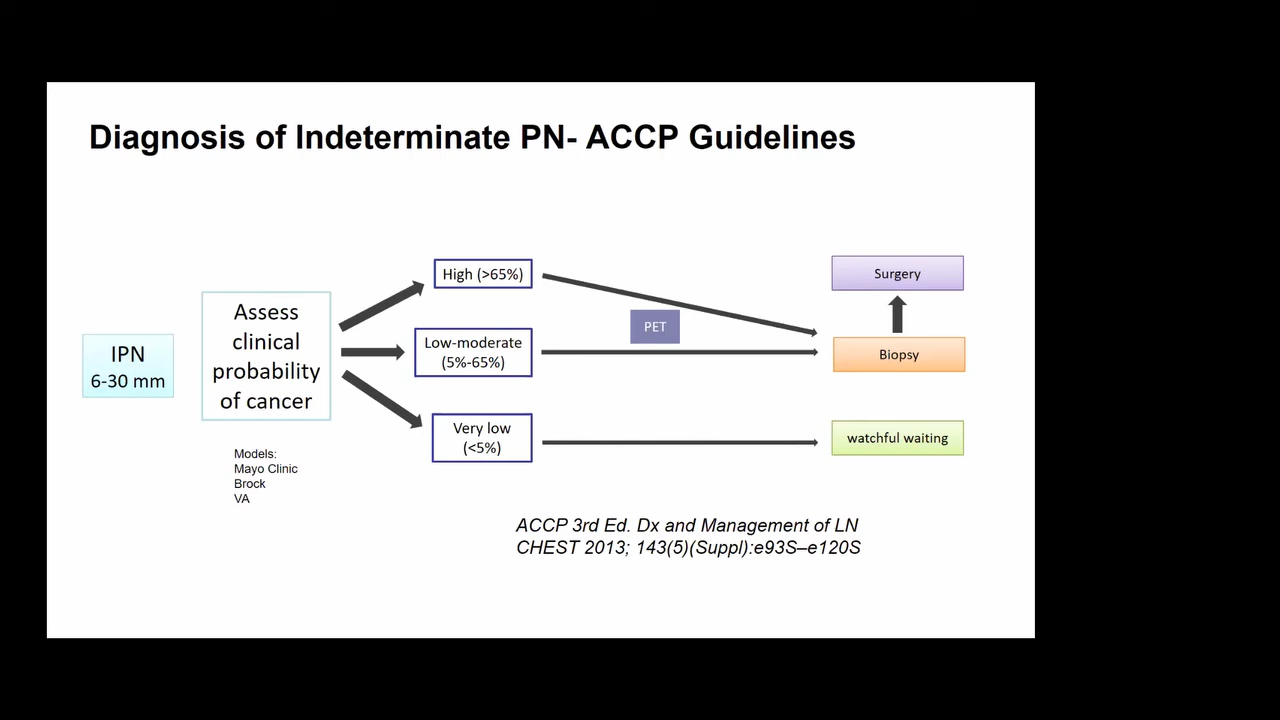 Diagnosis of Indeterminate PN- ACCP Guidelines
IPN
6-30 mm
Assess
clinical
probability
of cancer
Models:
Mayo Clinic
Brock
VA
High (>65%)
Low-moderate
(5%-65%)
Very low
(<5%)
PET
Surgery
Biopsy
watchful waiting
ACCP 3rd Ed. Dx and Management of LN
CHEST 2013; 143(5)(Suppl):e93S–e120S